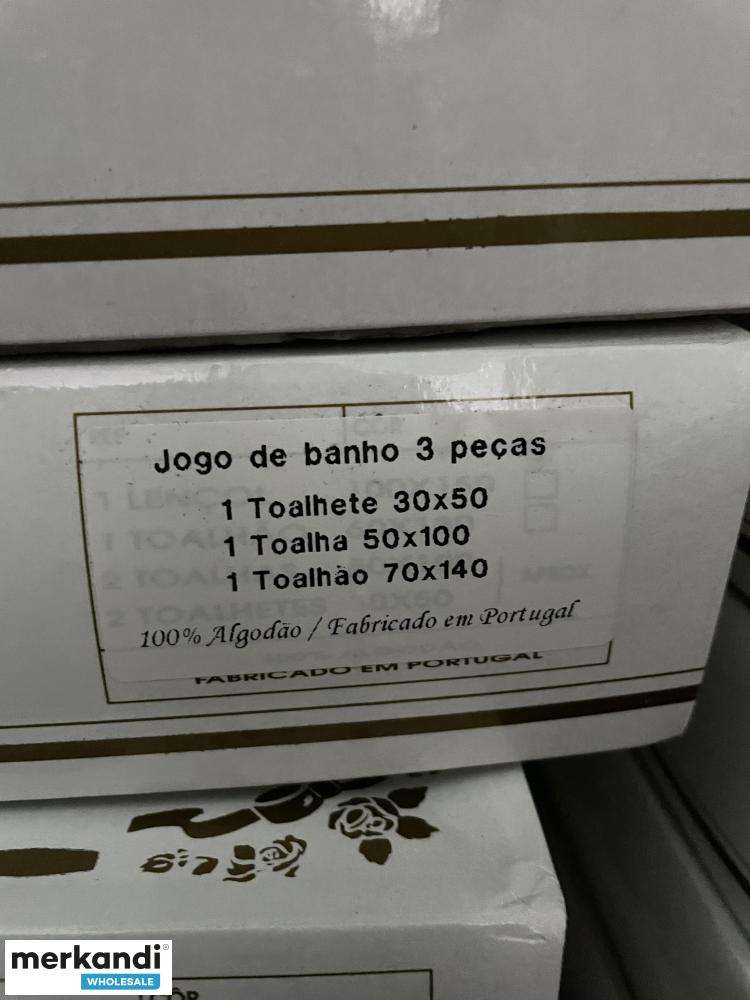 Jogo de banho 3 peças
1 Toalhete 30x50
1 Toalha 50x100
1 Toalhão 70x140
100% Algodão / Fabricado em Portugal
FABRICADO EM PORTUGAL
merkandi
WHOLESALE